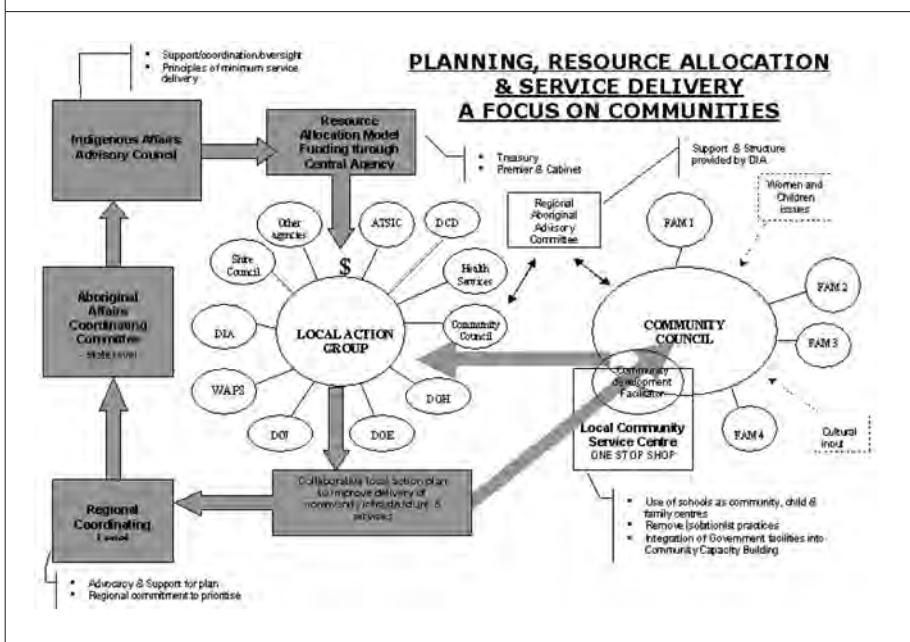 PLANNING, RESOURCE ALLOCATION
& SERVICE DELIVERY
A FOCUS ON COMMUNITIES
Support/coordination/oversight
Principles of minimum service
delivery
Indigenous Affairs
Advisory Council
Resource
Allocation Model
Funding through
Central Agency
Treasury
Premier & Cabinet
Support & Structure
provided by DIA
Regional
Aboriginal
Advisory
Committee
Women and
Children
issues
Aboriginal
Affairs
Coordinating
Committee
- State Level
$
LOCAL ACTION
GROUP
Other
agencies
ATSIC
DCD
Shire
Council
Health
Services
DIA
Community
Council
WAPS
DOH
DOJ
DOE
COMMUNITY
COUNCIL
FAM 1
FAM 2
FAM 3
FAM 4
Community
development
Facilitator
Local Community
Service Centre
ONE STOP SHOP
Cultural
input
Regional
Coordinating
Level
Collaborative local action plan
to improve delivery of
community infrastructure &
services
Use of schools as community, child &
family centres
Remove isolationist practices
Integration of Government facilities into
Community Capacity Building
Advocacy & Support for plan
Regional commitment to prioritise